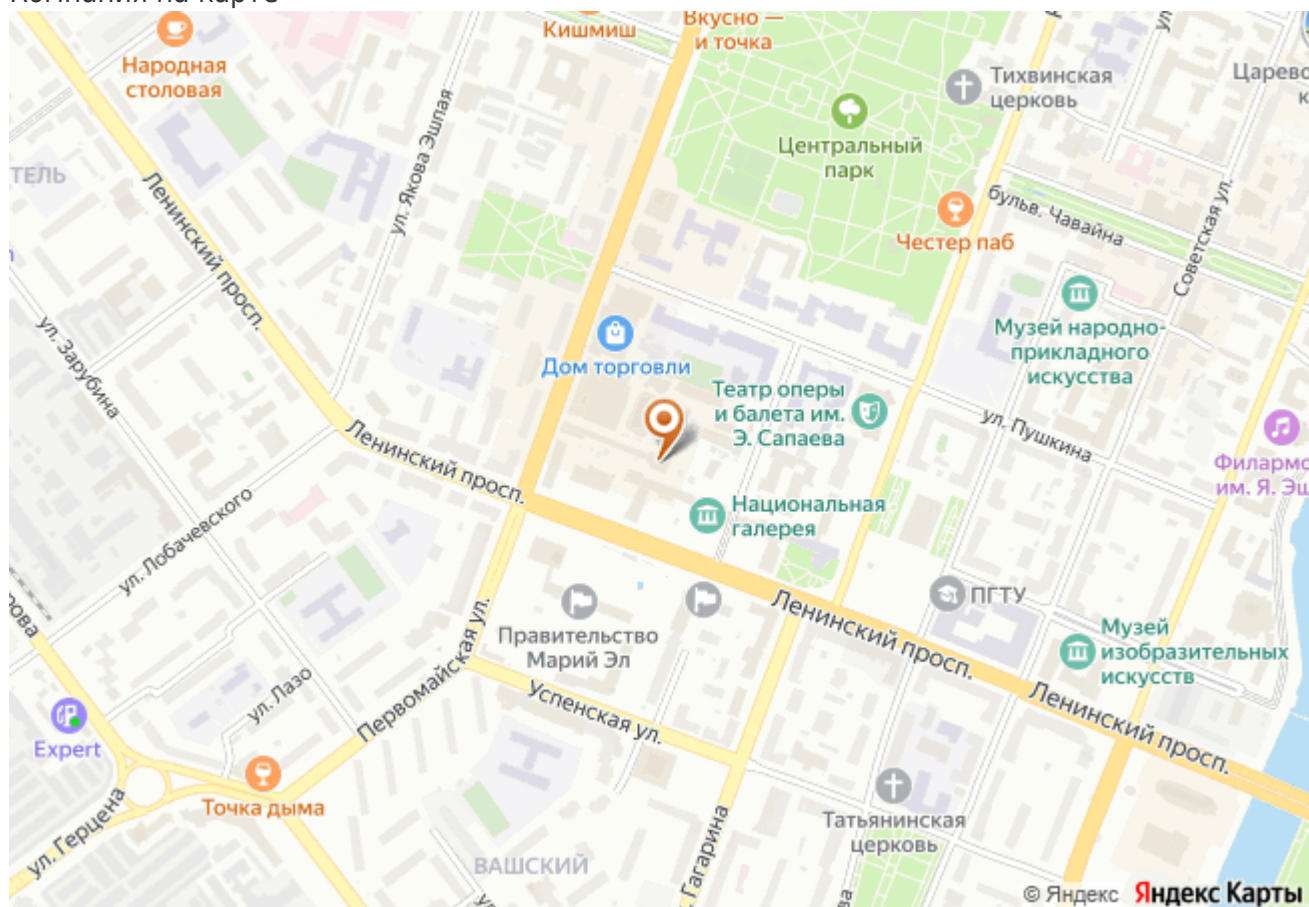 Компания на карте
Народная
столовая
Кишмиш
Вкусно —
и точка
Тихвинская
церковь
Центральный
парк
ул. Якова Эшпая
Ленинский просп.
бульв. Чавайна
Советская ул.
Честер паб
ул. Зарубина
Дом торговли
Музей народно-
прикладного
искусства
Театр оперы
и балета им.
Э. Сапаева
ул. Пушкина
Ленинский просп.
ул. Лобачевского
Национальная
галерея
Правительство
Марий Эл
Первомайская ул.
ПГТУ
Ленинский просп.
Музей
изобразительных
искусств
Ленинский просп.
ул. Лазо
Успенская ул.
Expert
Точка дыма
ул. Герцена
Татьянинская
церковь
ВАШСКИЙ
Гагарина
© Яндекс Яндекс Карты